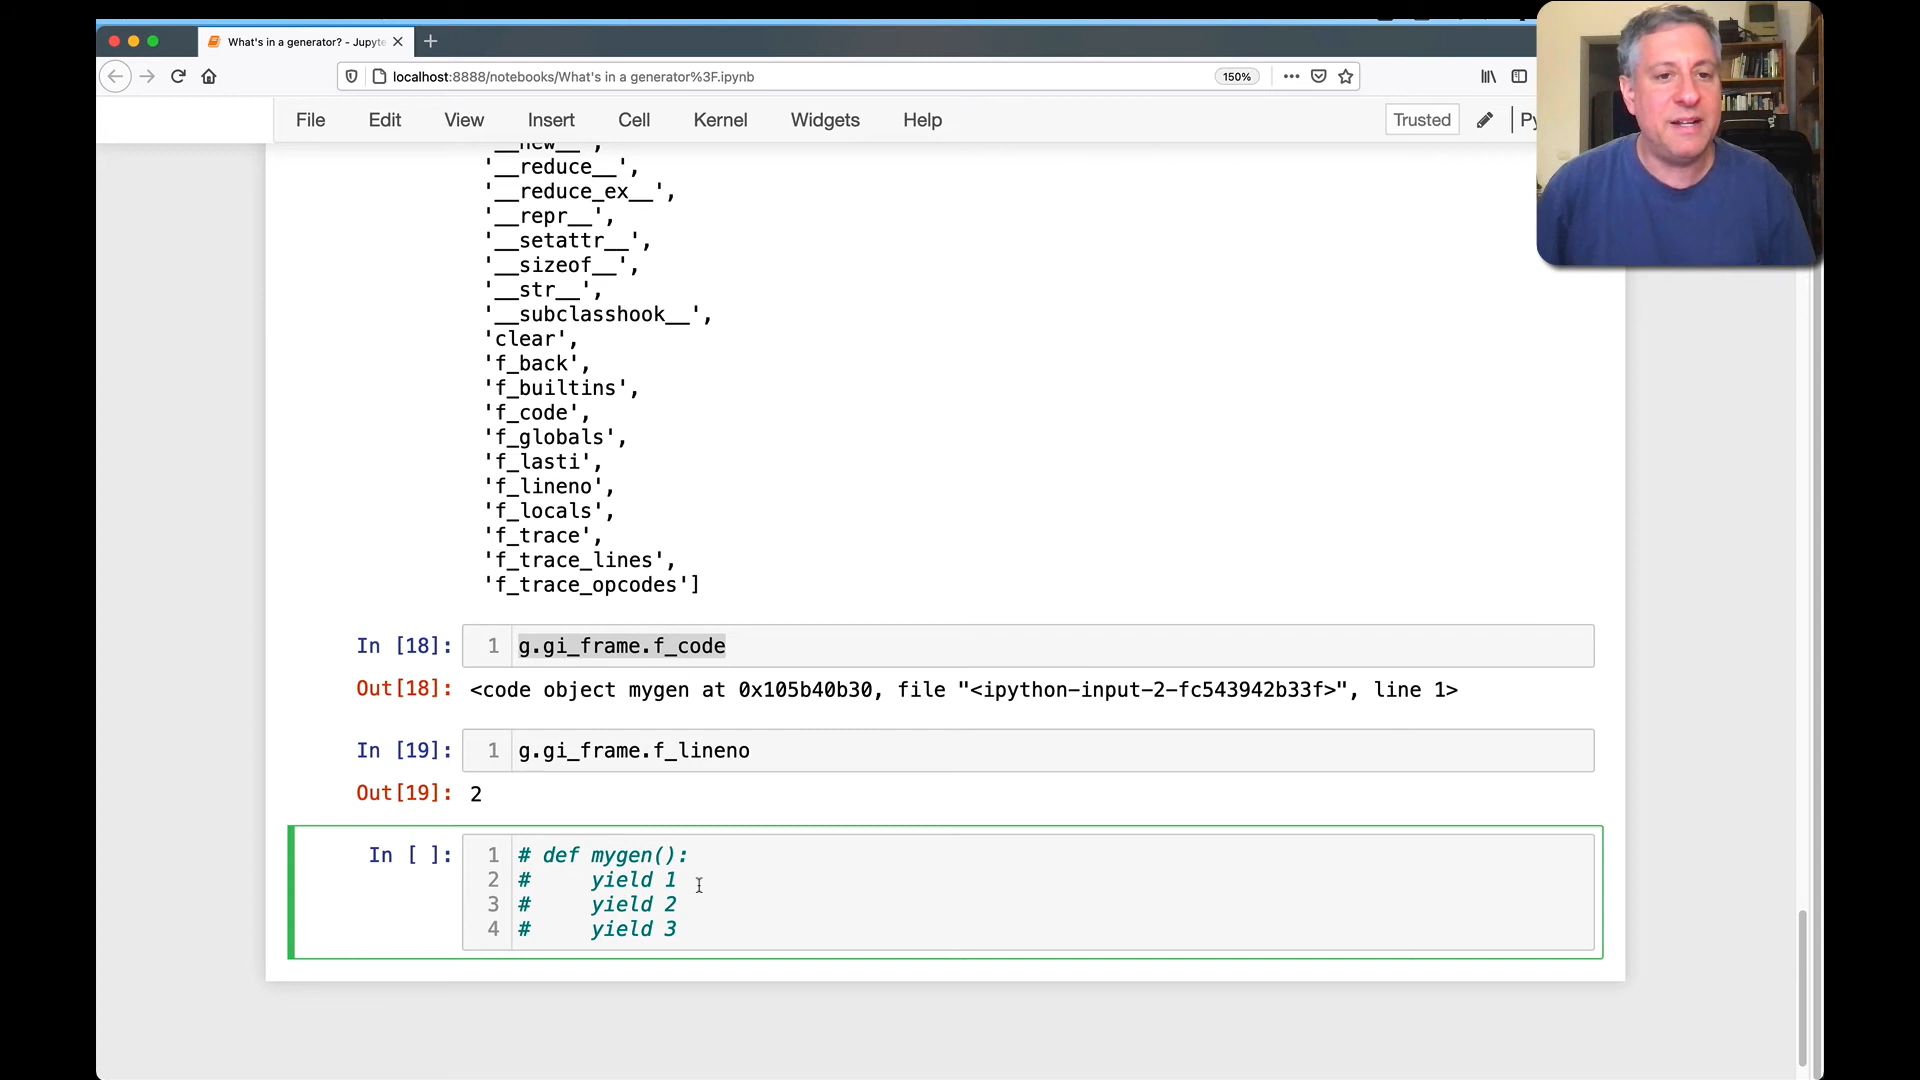 What's in a generator? - Jupyte
localhost:8888/notebooks/What's in a generator%3F.ipynb
150%
File Edit View Insert Cell Kernel Widgets Help Trusted Py
'__new__',
'__reduce__',
'__reduce_ex__',
'__repr__',
'__setattr__',
'__sizeof__',
'__str__',
'__subclasshook__',
'clear',
'f_back',
'f_builtins',
'f_code',
'f_globals',
'f_lasti',
'f_lineno',
'f_locals',
'f_trace',
'f_trace_lines',
'f_trace_opcodes']
In [18]: 1 g.gi_frame.f_code
Out[18]: <code object mygen at 0x105b40b30, file "<ipython-input-2-fc543942b33f>", line 1>
In [19]: 1 g.gi_frame.f_lineno
Out[19]: 2
In [ ]: 1 # def mygen():
2 #     yield 1
3 #     yield 2
4 #     yield 3